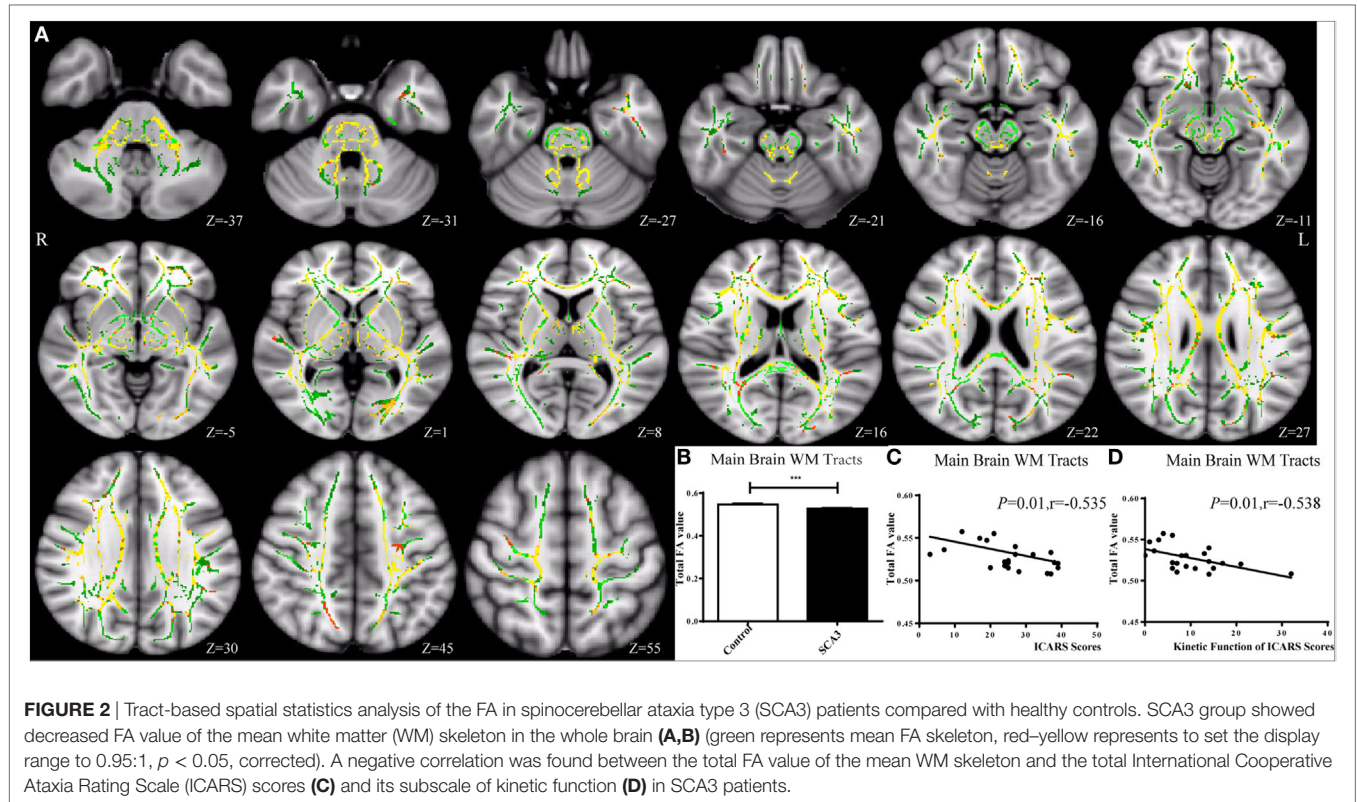 A
Z=-37
Z=-31
Z=-27
Z=-21
Z=-16
Z=-11
R
L
Z=-5
Z=1
Z=8
Z=16
Z=22
Z=27
Z=30
Z=45
Z=55
B
Main Brain WM Tracts
***
Total FA value
0.6
0.4
0.2
0.0
Control
SCA3
C
Main Brain WM Tracts
P=0.01,r=-0.535
Total FA value
0.60
0.55
0.50
0.45
0
10
20
30
40
50
ICARS Scores
D
Main Brain WM Tracts
P=0.01,r=-0.538
Total FA value
0.60
0.55
0.50
0.45
0
10
20
30
40
Kinetic Function of ICARS Scores
FIGURE 2 | Tract-based spatial statistics analysis of the FA in spinocerebellar ataxia type 3 (SCA3) patients compared with healthy controls. SCA3 group showed
decreased FA value of the mean white matter (WM) skeleton in the whole brain (A,B) (green represents mean FA skeleton, red–yellow represents to set the display
range to 0.95:1, p < 0.05, corrected). A negative correlation was found between the total FA value of the mean WM skeleton and the total International Cooperative
Ataxia Rating Scale (ICARS) scores (C) and its subscale of kinetic function (D) in SCA3 patients.